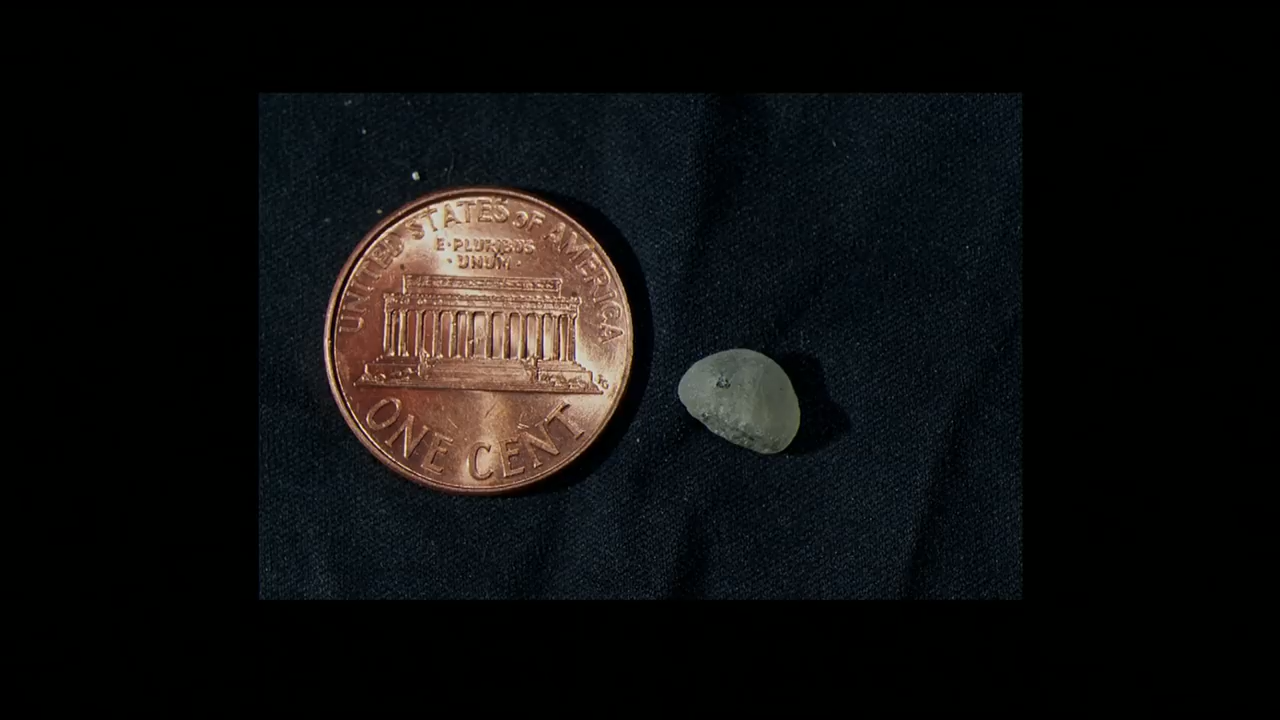 UNITED STATES OF AMERICA
E·PLURIBUS
·UNUM·
ONE CENT